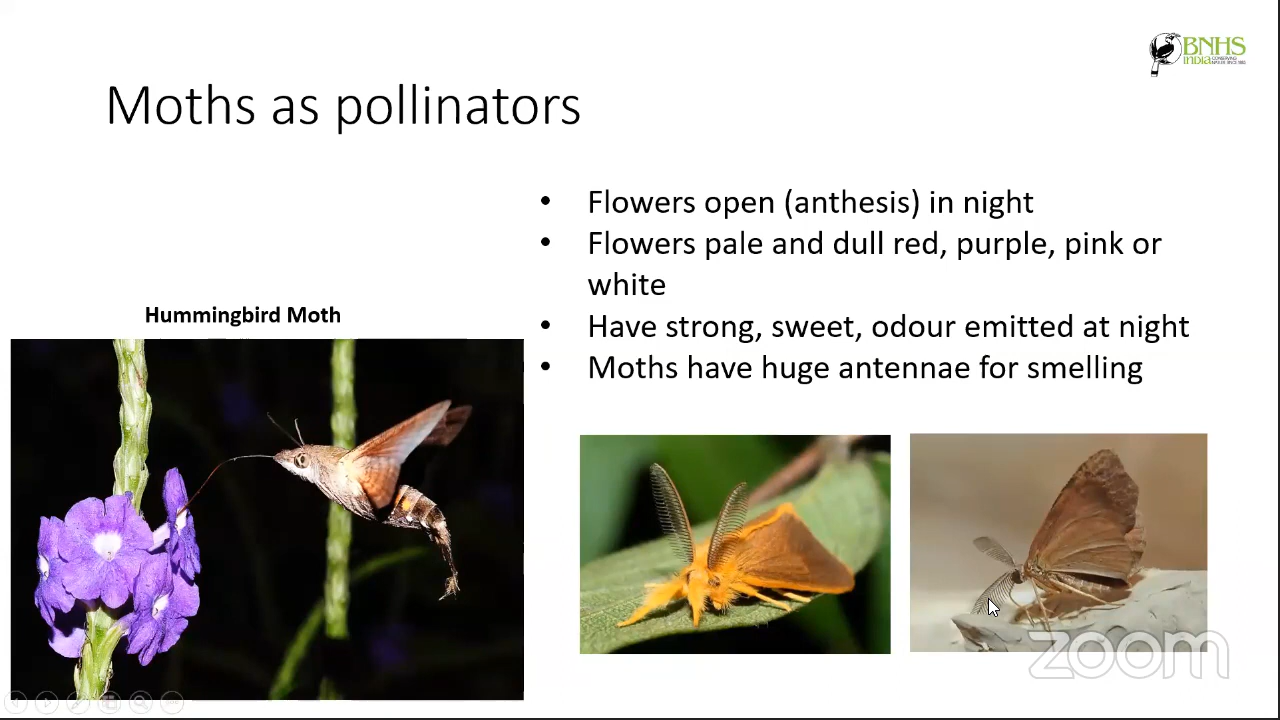 BNHS
India
Moths as pollinators
• Flowers open (anthesis) in night
• Flowers pale and dull red, purple, pink or
white
• Have strong, sweet, odour emitted at night
• Moths have huge antennae for smelling
Hummingbird Moth
zoom